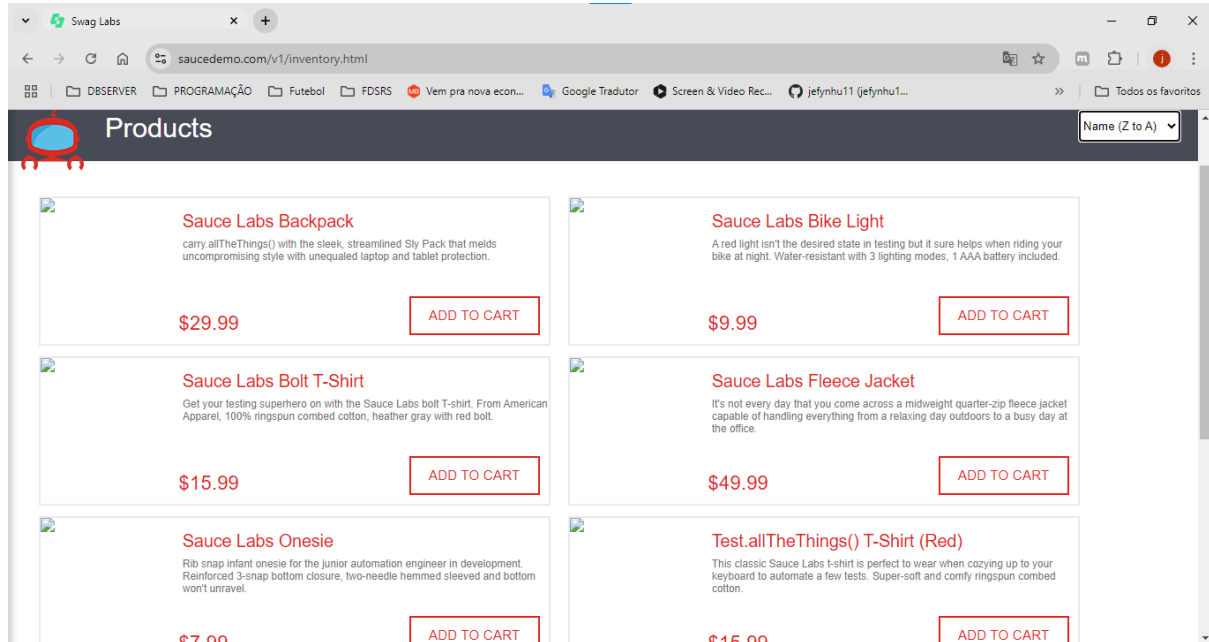 Swag Labs
saucedemo.com/v1/inventory.html
m
j
DBSERVER
PROGRAMAÇÃO
Futebol
FDSRS
Vem pra nova econ...
Google Tradutor
Screen & Video Rec...
jefynhu11 (jefynhu1...
Todos os favoritos
Products
Name (Z to A)
Sauce Labs Backpack
carry.allTheThings() with the sleek, streamlined Sly Pack that melds
uncompromising style with unequaled laptop and tablet protection.
$29.99
ADD TO CART
Sauce Labs Bike Light
A red light isn't the desired state in testing but it sure helps when riding your
bike at night. Water-resistant with 3 lighting modes, 1 AAA battery included.
$9.99
ADD TO CART
Sauce Labs Bolt T-Shirt
Get your testing superhero on with the Sauce Labs bolt T-shirt. From American
Apparel, 100% ringspun combed cotton, heather gray with red bolt.
$15.99
ADD TO CART
Sauce Labs Fleece Jacket
It's not every day that you come across a midweight quarter-zip fleece jacket
capable of handling everything from a relaxing day outdoors to a busy day at
the office.
$49.99
ADD TO CART
Sauce Labs Onesie
Rib snap infant onesie for the junior automation engineer in development.
Reinforced 3-snap bottom closure, two-needle hemmed sleeved and bottom
won't unravel.
$7.99
ADD TO CART
Test.allTheThings() T-Shirt (Red)
This classic Sauce Labs t-shirt is perfect to wear when cozying up to your
keyboard to automate a few tests. Super-soft and comfy ringspun combed
cotton.
$15.99
ADD TO CART